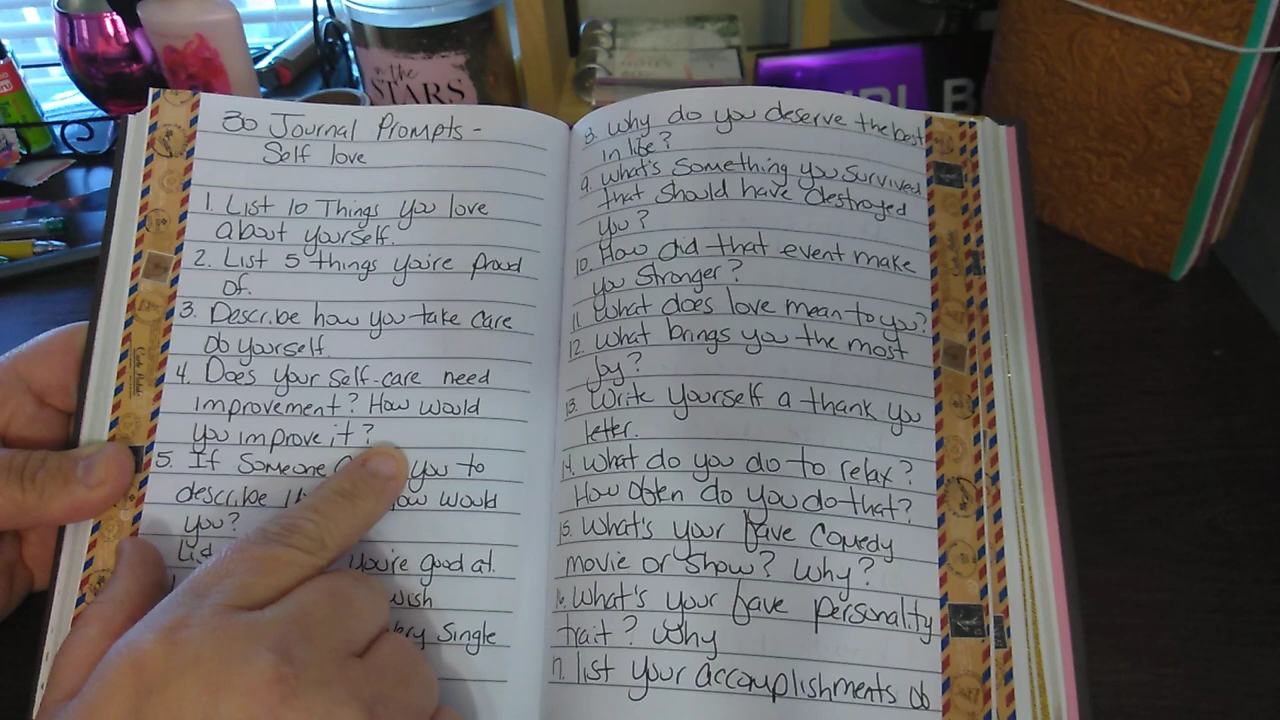 30 Journal Prompts -
Self love
1. List 10 Things you love
about yourself.
2. List 5 things you're proud
of.
3. Describe how you take care
of yourself.
4. Does your self-care need
improvement? How would
you improve it?
5. If Someone you to
describe would
you?
you're good at.
wish
Single
8. Why do you deserve the best
in life?
9. What's Something you survived
that should have destroyed
you?
10. How did that event make
you Stronger?
11. What does love mean to you?
12. What brings you the most
joy?
13. Write yourself a thank you
letter.
14. What do you do to relax?
How often do you do that?
15. What's your fave Comedy
movie or show? Why?
16. What's your fave personality
trait? Why
17. list your accomplishments of
in the
STARS